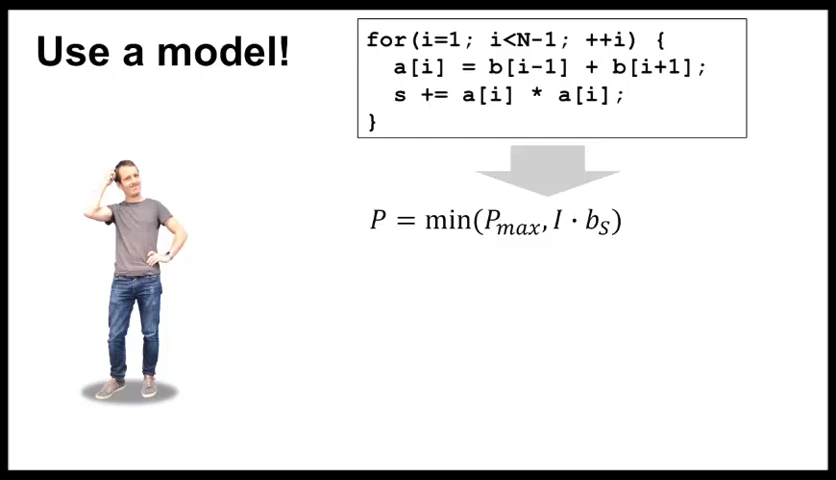 Use a model!
for(i=1; i<N-1; ++i) {
a[i] = b[i-1] + b[i+1];
s += a[i] * a[i];
}
P = min(P_max, I · b_S)